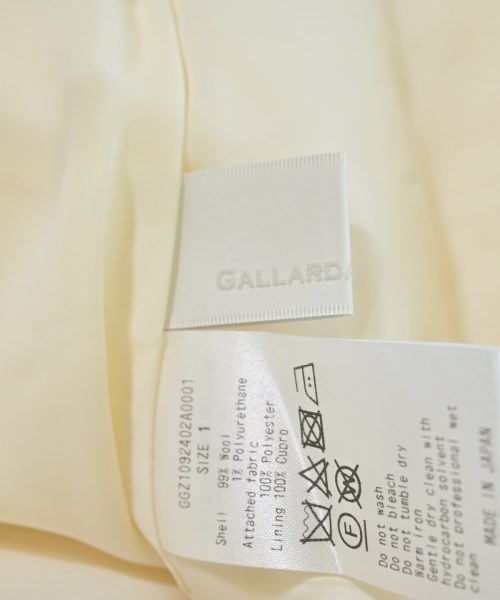 GALLARD
GGZ1092402A0001
SIZE 1
Shell 99% Wool
1% Polyurethane
Attached fabric
100% Polyester
Lining 100% Cupro
F
W
Do not wash
Do not bleach
Do not tumble dry
Warm iron
Gentle dry clean with
hydrocarbon solvent
Do not professional wet
clean
MADE IN JAPAN